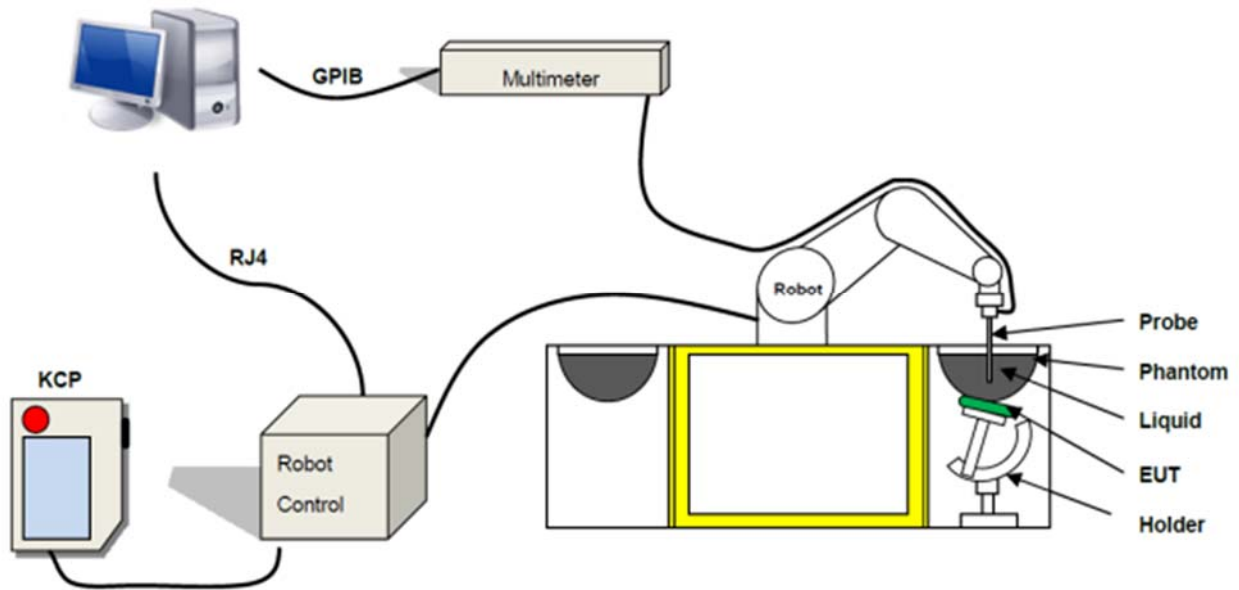 GPIB
Multimeter
RJ4
Robot
KCP
Robot
Control
Probe
Phantom
Liquid
EUT
Holder